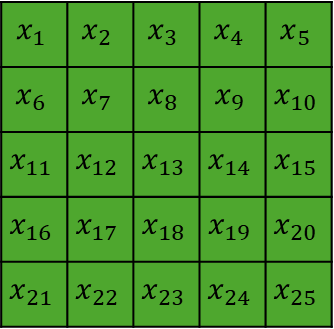 x₁ x₂ x₃ x₄ x₅
x₆ x₇ x₈ x₉ x₁₀
x₁₁ x₁₂ x₁₃ x₁₄ x₁₅
x₁₆ x₁₇ x₁₈ x₁₉ x₂₀
x₂₁ x₂₂ x₂₃ x₂₄ x₂₅